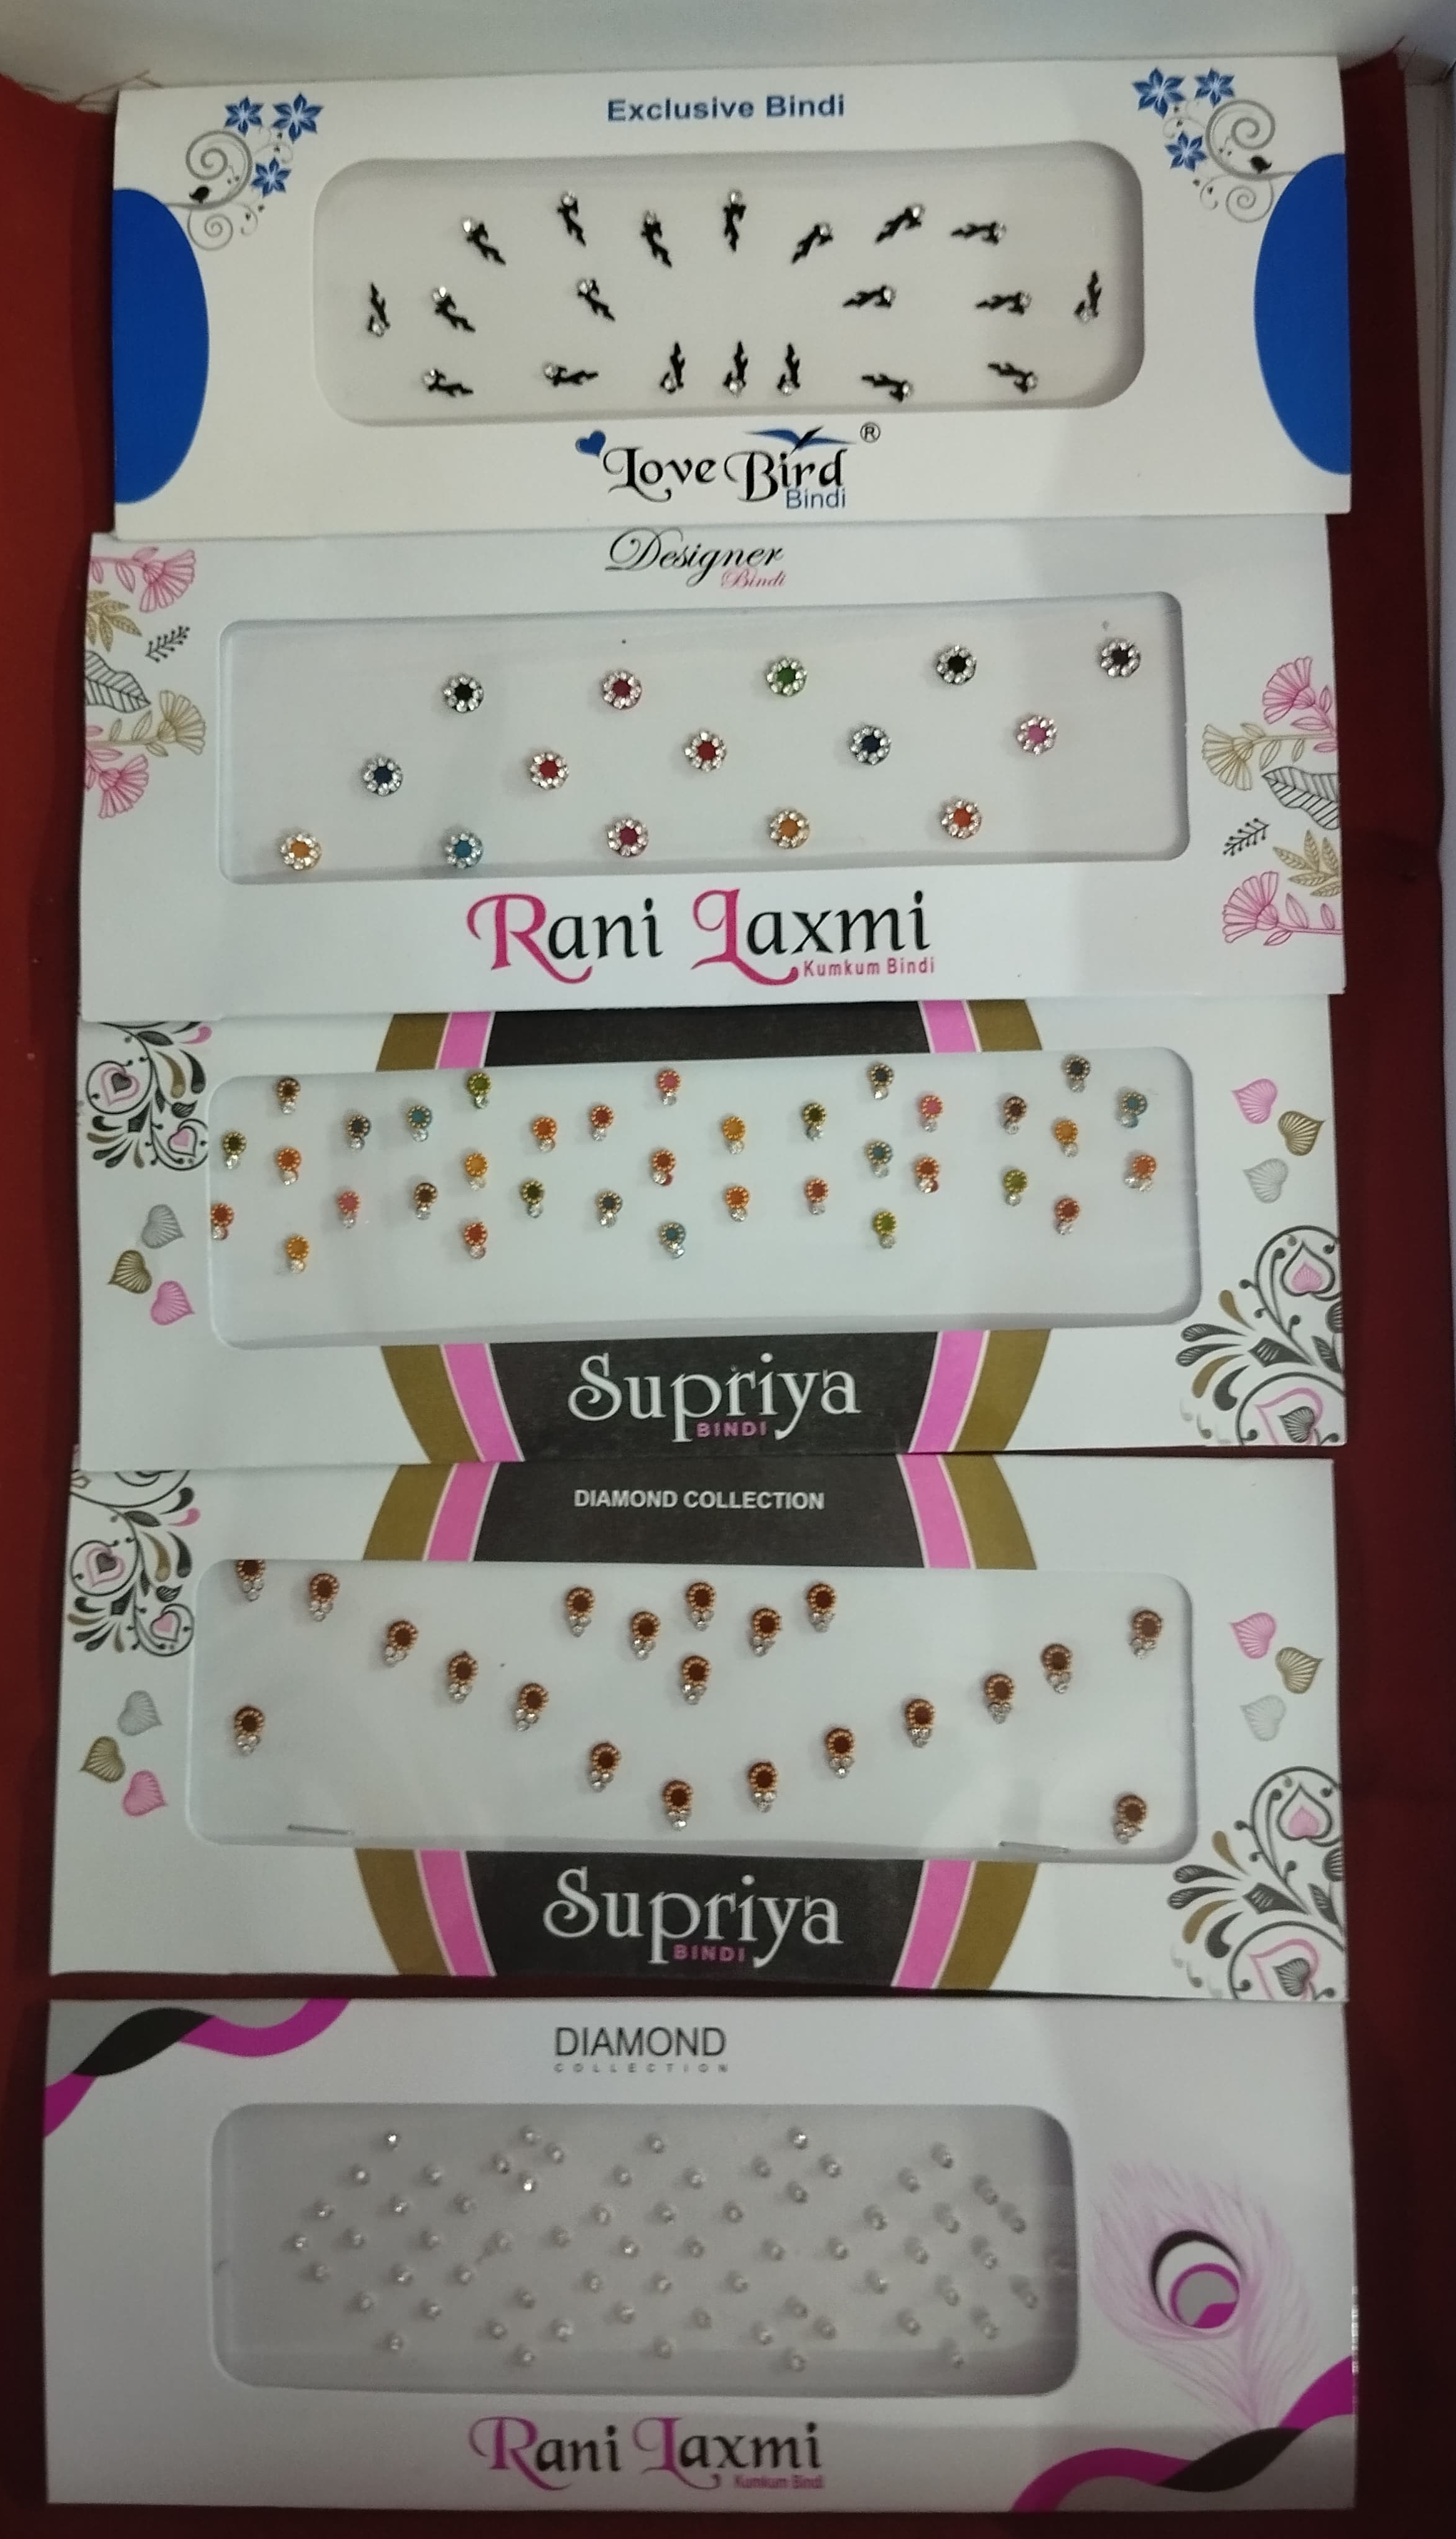 Exclusive Bindi
Love Bird ®
Bindi
Designer
Bindi
Rani Laxmi
Kumkum Bindi
Supriya
BINDI
DIAMOND COLLECTION
Supriya
BINDI
DIAMOND
COLLECTION
Rani Laxmi
Kumkum Bindi